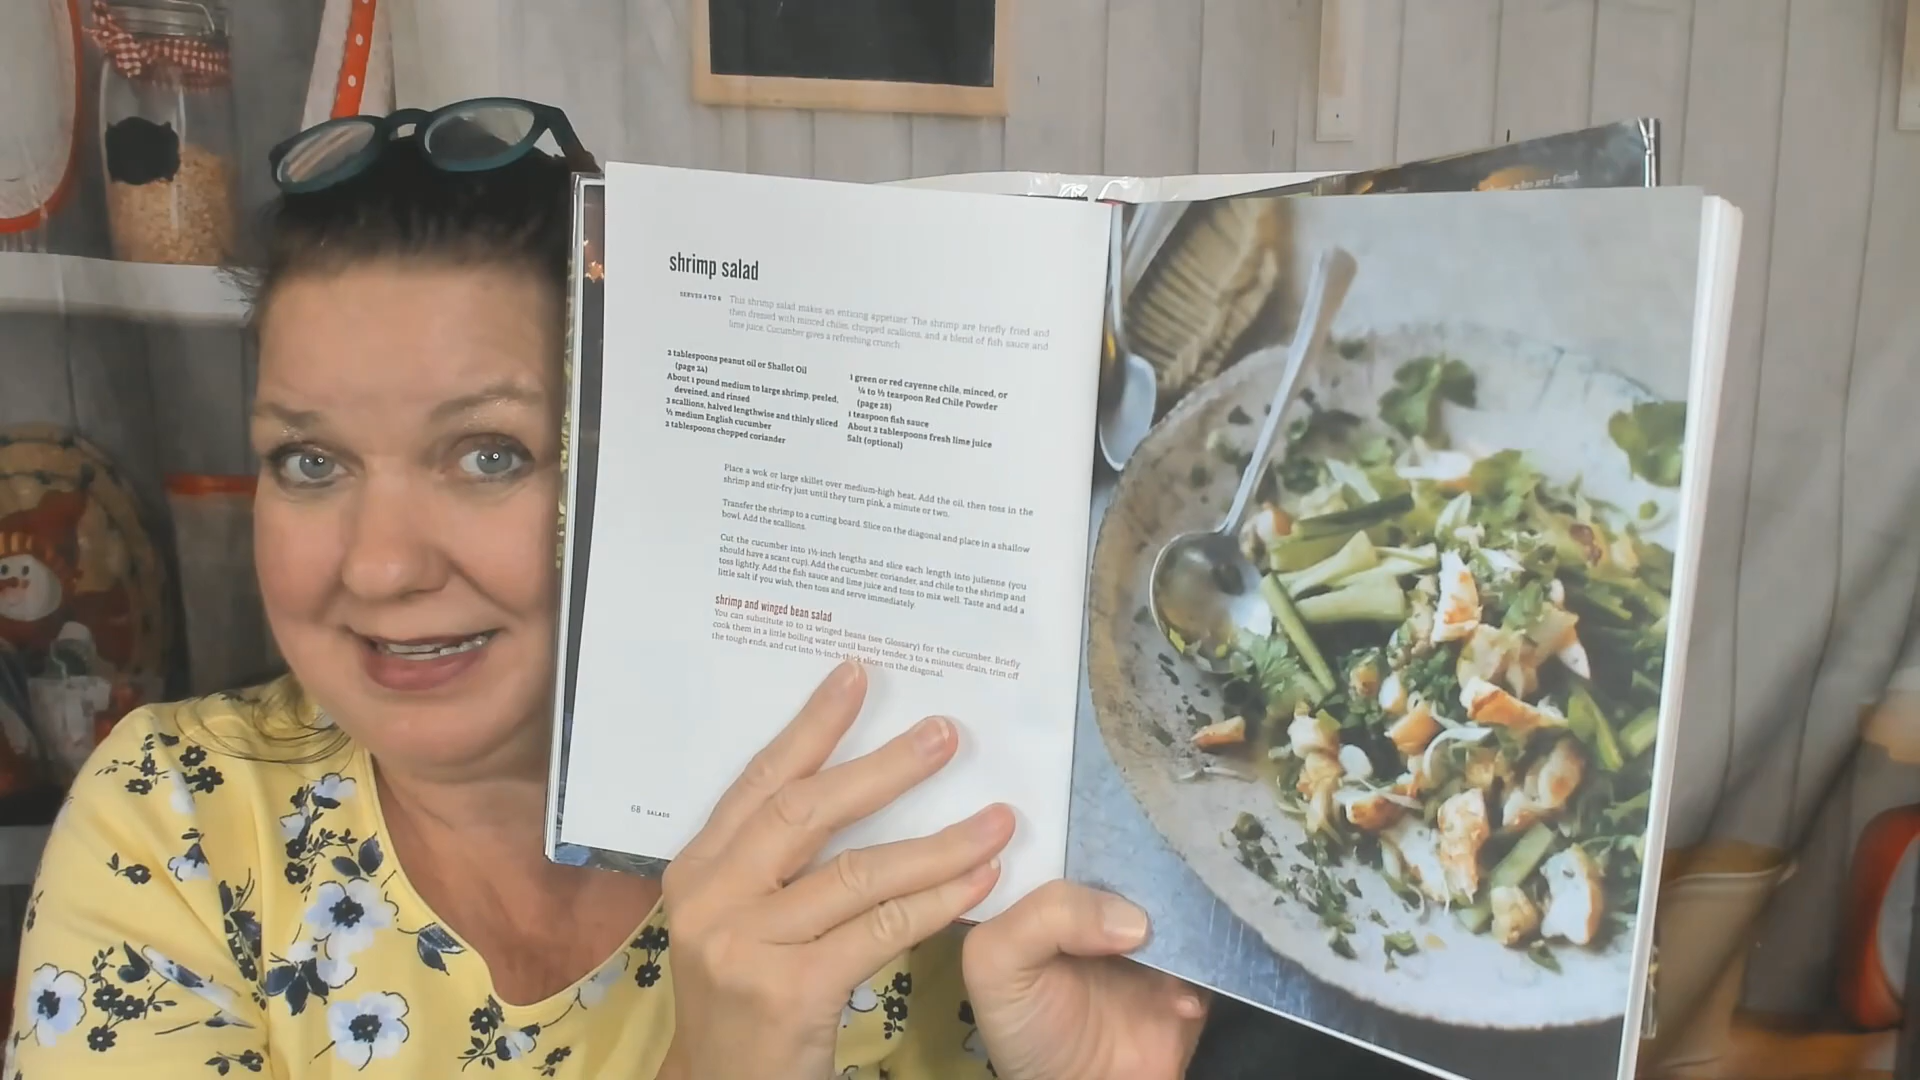 who are family
shrimp salad
SERVES 4 TO 6
This shrimp salad makes an enticing appetizer. The shrimp are briefly fried and
then dressed with minced chiles, chopped scallions, and a blend of fish sauce and
lime juice. Cucumber gives a refreshing crunch.
2 tablespoons peanut oil or Shallot Oil
(page 24)
About 1 pound medium to large shrimp, peeled,
deveined, and rinsed
3 scallions, halved lengthwise and thinly sliced
½ medium English cucumber
2 tablespoons chopped coriander
1 green or red cayenne chile, minced, or
¼ to ½ teaspoon Red Chile Powder
(page 28)
1 teaspoon fish sauce
About 2 tablespoons fresh lime juice
Salt (optional)
Place a wok or large skillet over medium-high heat. Add the oil, then toss in the
shrimp and stir-fry just until they turn pink, a minute or two.
Transfer the shrimp to a cutting board. Slice on the diagonal and place in a shallow
bowl. Add the scallions.
Cut the cucumber into 1½-inch lengths and slice each length into julienne (you
should have a scant cup). Add the cucumber, coriander, and chile to the shrimp and
toss lightly. Add the fish sauce and lime juice and toss to mix well. Taste and add a
little salt if you wish, then toss and serve immediately.
shrimp and winged bean salad
You can substitute 10 to 12 winged beans (see Glossary) for the cucumber. Briefly
cook them in a little boiling water until barely tender, 3 to 4 minutes; drain, trim off
the tough ends, and cut into ½-inch-thick slices on the diagonal.
68 SALADS